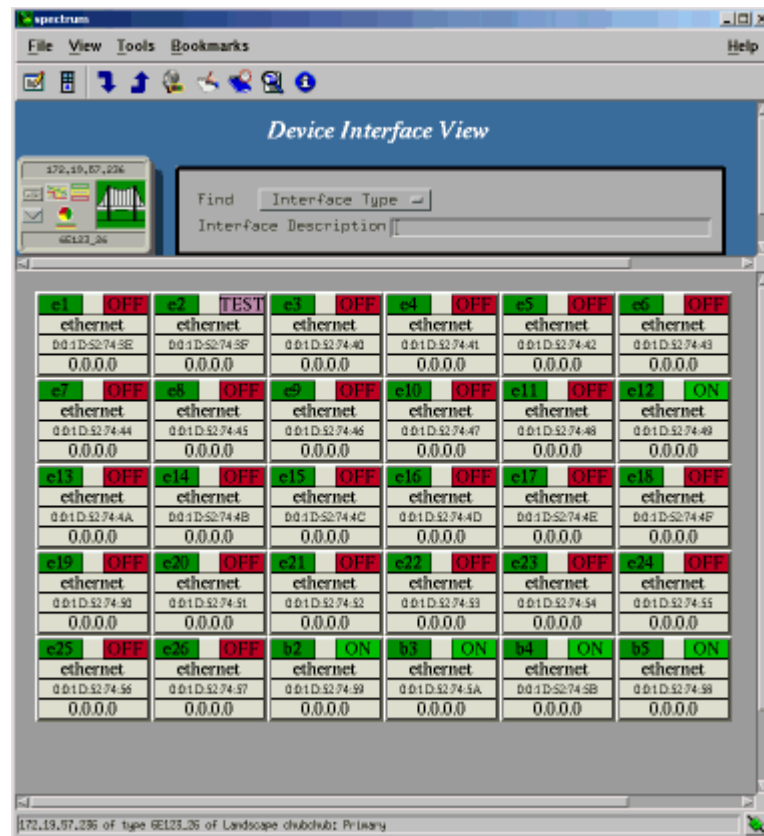 spectrum
File View Tools Bookmarks Help
Device Interface View
172.19.57.236
6E123_26
Find Interface Type
Interface Description
e1 OFF e2 TEST e3 OFF e4 OFF e5 OFF e6 OFF
ethernet ethernet ethernet ethernet ethernet ethernet
0:0:1D:52:74:3E 0:0:1D:52:74:3F 0:0:1D:52:74:40 0:0:1D:52:74:41 0:0:1D:52:74:42 0:0:1D:52:74:43
0.0.0.0 0.0.0.0 0.0.0.0 0.0.0.0 0.0.0.0 0.0.0.0
e7 OFF e8 OFF e9 OFF e10 OFF e11 OFF e12 ON
ethernet ethernet ethernet ethernet ethernet ethernet
0:0:1D:52:74:44 0:0:1D:52:74:45 0:0:1D:52:74:46 0:0:1D:52:74:47 0:0:1D:52:74:48 0:0:1D:52:74:49
0.0.0.0 0.0.0.0 0.0.0.0 0.0.0.0 0.0.0.0 0.0.0.0
e13 OFF e14 OFF e15 OFF e16 OFF e17 OFF e18 OFF
ethernet ethernet ethernet ethernet ethernet ethernet
0:0:1D:52:74:4A 0:0:1D:52:74:4B 0:0:1D:52:74:4C 0:0:1D:52:74:4D 0:0:1D:52:74:4E 0:0:1D:52:74:4F
0.0.0.0 0.0.0.0 0.0.0.0 0.0.0.0 0.0.0.0 0.0.0.0
e19 OFF e20 OFF e21 OFF e22 OFF e23 OFF e24 OFF
ethernet ethernet ethernet ethernet ethernet ethernet
0:0:1D:52:74:50 0:0:1D:52:74:51 0:0:1D:52:74:52 0:0:1D:52:74:53 0:0:1D:52:74:54 0:0:1D:52:74:55
0.0.0.0 0.0.0.0 0.0.0.0 0.0.0.0 0.0.0.0 0.0.0.0
e25 OFF e26 OFF b2 ON b3 ON b4 ON b5 ON
ethernet ethernet ethernet ethernet ethernet ethernet
0:0:1D:52:74:56 0:0:1D:52:74:57 0:0:1D:52:74:59 0:0:1D:52:74:5A 0:0:1D:52:74:5B 0:0:1D:52:74:58
0.0.0.0 0.0.0.0 0.0.0.0 0.0.0.0 0.0.0.0 0.0.0.0
172.19.57.236 of type 6E123_26 of Landscape chubchub: Primary